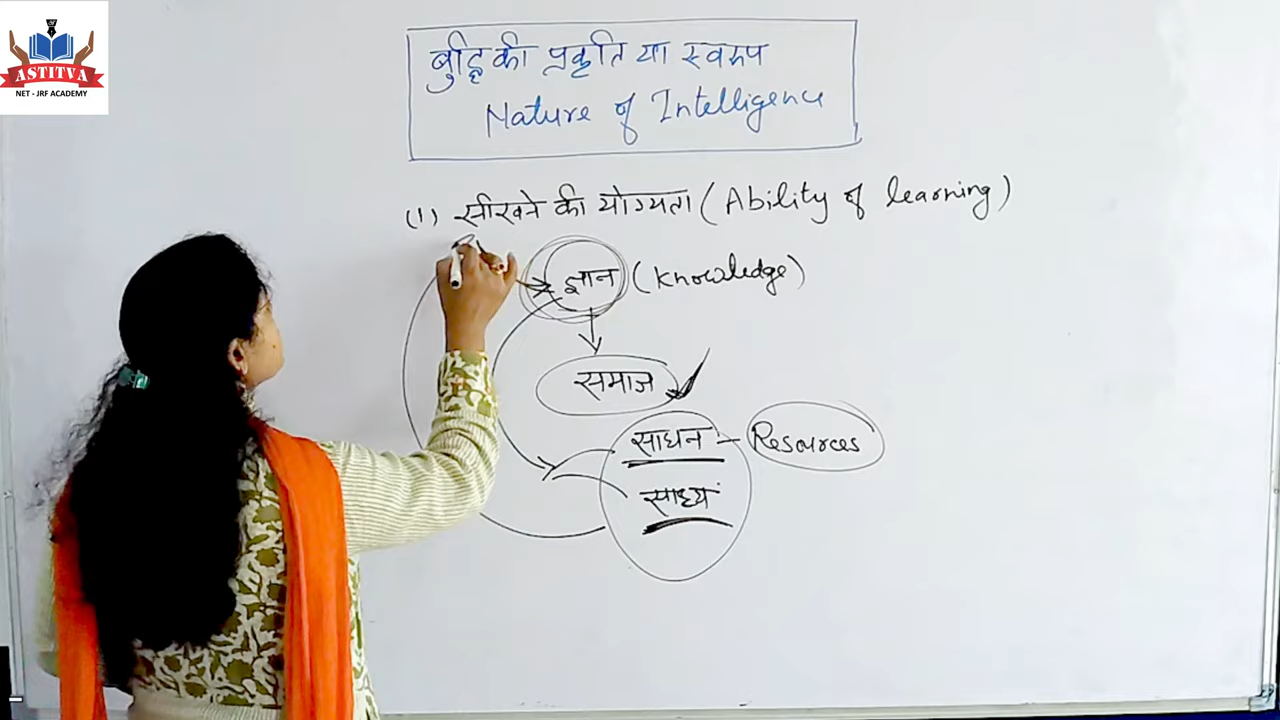 ASTITVA
NET - JRF ACADEMY
बुद्धि की प्रकृति या स्वरूप
Nature of Intelligence
(1) सीखने की योग्यता (Ability of learning)
ज्ञान (Knowledge)
समाज
साधन - Resources
साध्य